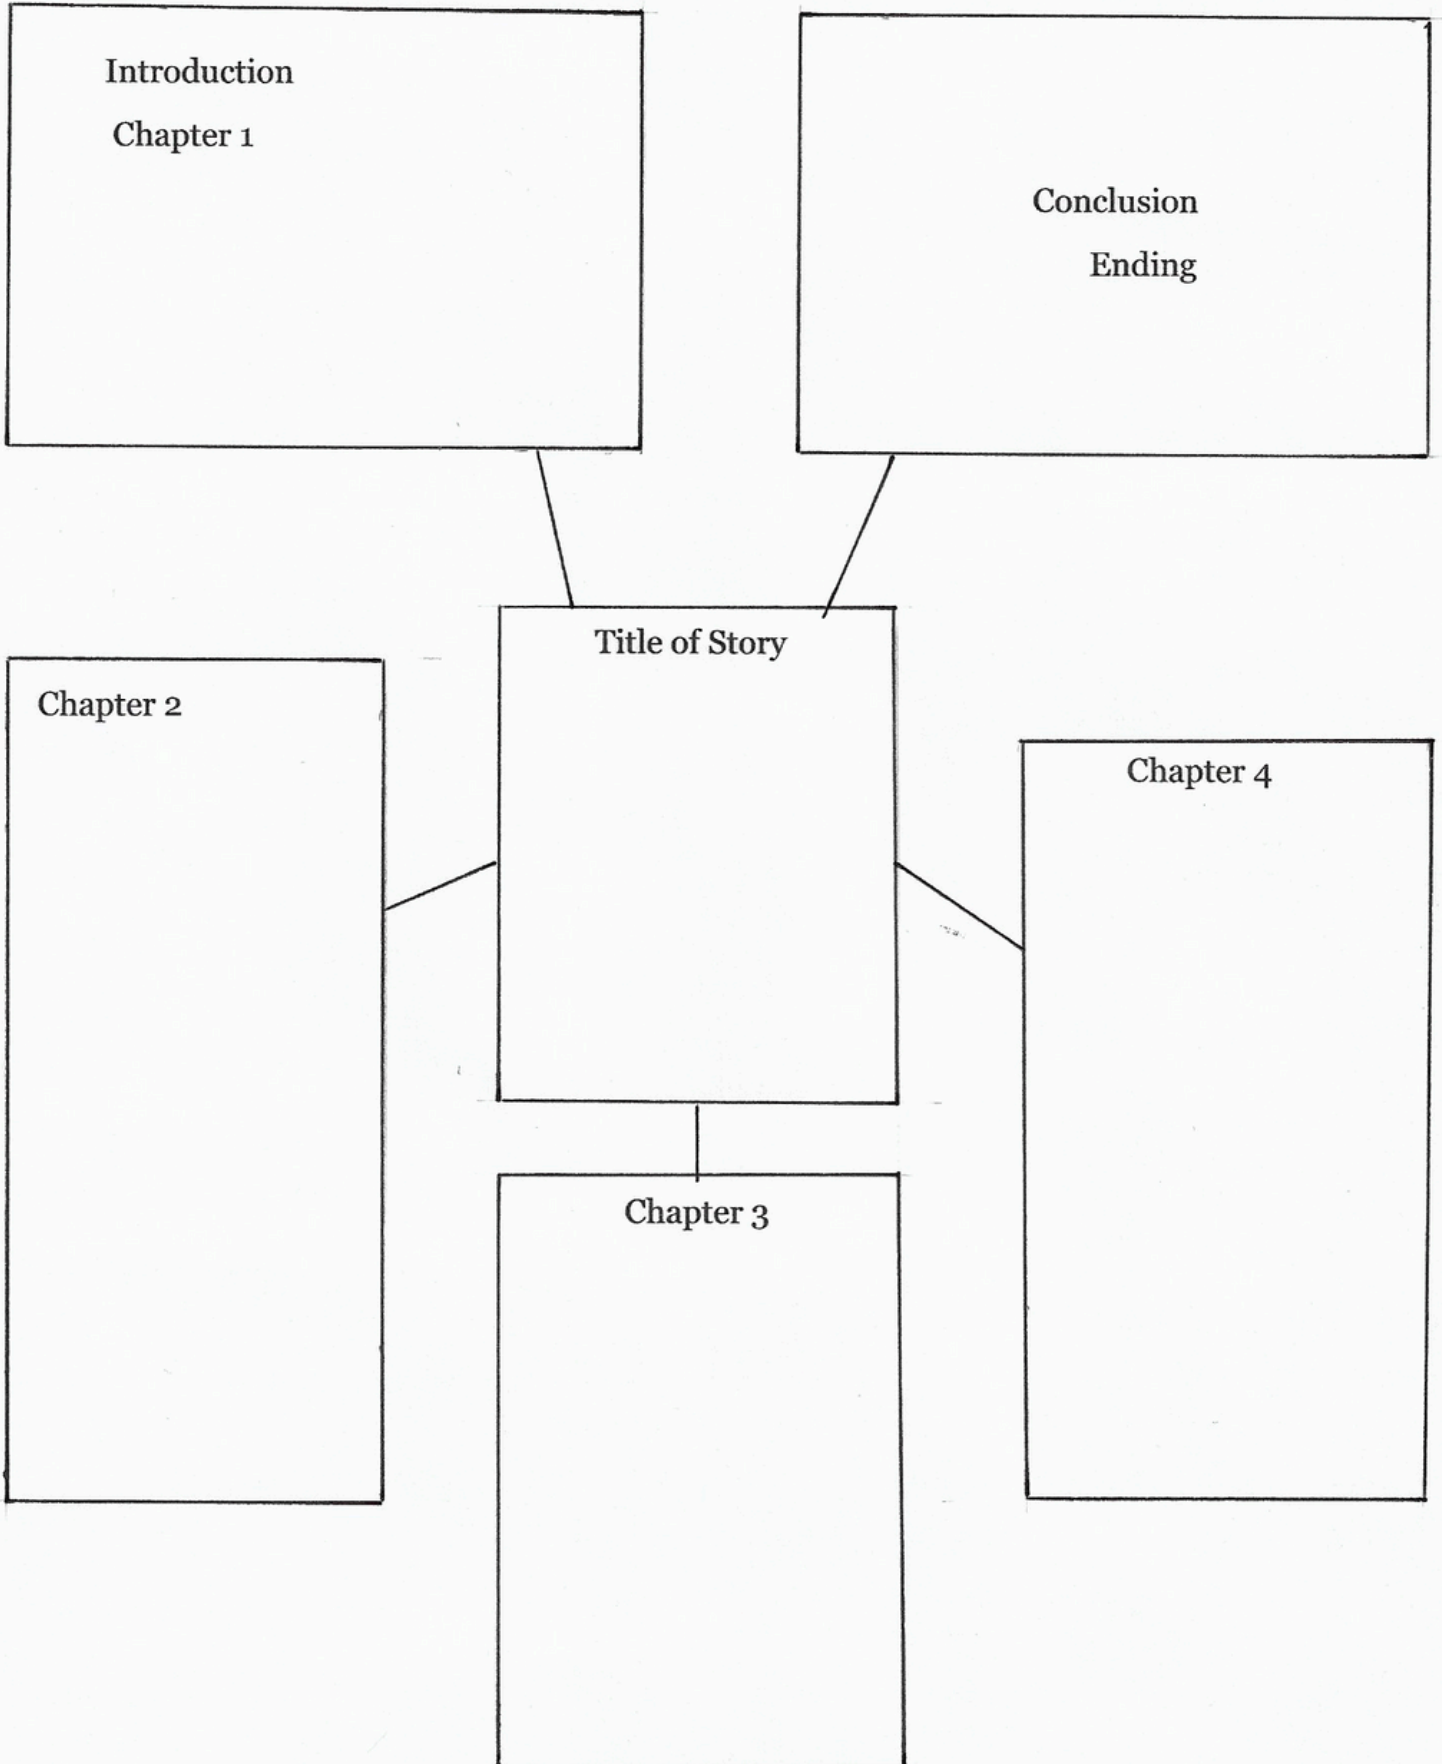 Introduction
Chapter 1
Conclusion
Ending
Title of Story
Chapter 2
Chapter 4
Chapter 3